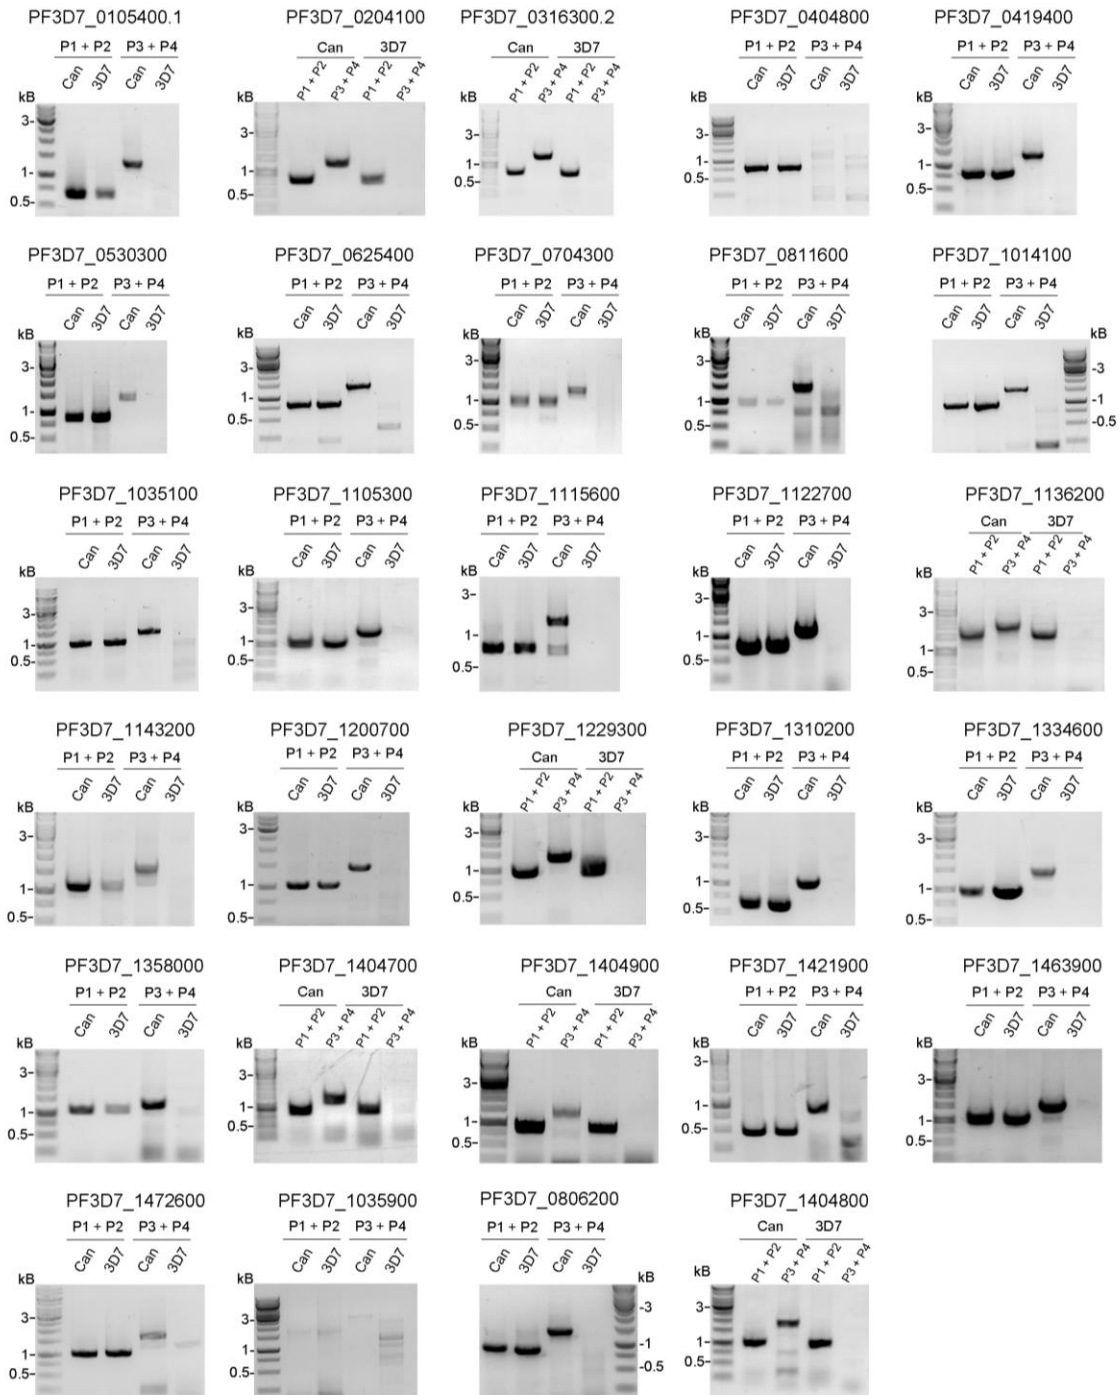 PF3D7_0105400.1
P1 + P2 P3 + P4
Can 3D7 Can 3D7
kB
3-
1-
0.5-
PF3D7_0204100
Can 3D7
P1 + P2 P3 + P4 P1 + P2 P3 + P4
kB
3-
1-
0.5-
PF3D7_0316300.2
Can 3D7
P1 + P2 P3 + P4 P1 + P2 P3 + P4
kB
3-
1-
0.5-
PF3D7_0404800
P1 + P2 P3 + P4
Can 3D7 Can 3D7
kB
3-
1-
0.5-
PF3D7_0419400
P1 + P2 P3 + P4
Can 3D7 Can 3D7
kB
3-
1-
0.5-
PF3D7_0530300
P1 + P2 P3 + P4
Can 3D7 Can 3D7
kB
3-
1-
0.5-
PF3D7_0625400
P1 + P2 P3 + P4
Can 3D7 Can 3D7
kB
3-
1-
0.5-
PF3D7_0704300
P1 + P2 P3 + P4
Can 3D7 Can 3D7
kB
3-
1-
0.5-
PF3D7_0811600
P1 + P2 P3 + P4
Can 3D7 Can 3D7
kB
3-
1-
0.5-
PF3D7_1014100
P1 + P2 P3 + P4
Can 3D7 Can 3D7
kB
-3
-1
-0.5
PF3D7_1035100
P1 + P2 P3 + P4
Can 3D7 Can 3D7
kB
3-
1-
0.5-
PF3D7_1105300
P1 + P2 P3 + P4
Can 3D7 Can 3D7
kB
3-
1-
0.5-
PF3D7_1115600
P1 + P2 P3 + P4
Can 3D7 Can 3D7
kB
3-
1-
0.5-
PF3D7_1122700
P1 + P2 P3 + P4
Can 3D7 Can 3D7
kB
3-
1-
0.5-
PF3D7_1136200
Can 3D7
P1 + P2 P3 + P4 P1 + P2 P3 + P4
kB
3-
1-
0.5-
PF3D7_1143200
P1 + P2 P3 + P4
Can 3D7 Can 3D7
kB
3-
1-
0.5-
PF3D7_1200700
P1 + P2 P3 + P4
Can 3D7 Can 3D7
kB
3-
1-
0.5-
PF3D7_1229300
Can 3D7
P1 + P2 P3 + P4 P1 + P2 P3 + P4
kB
3-
1-
0.5-
PF3D7_1310200
P1 + P2 P3 + P4
Can 3D7 Can 3D7
kB
3-
1-
0.5-
PF3D7_1334600
P1 + P2 P3 + P4
Can 3D7 Can 3D7
kB
3-
1-
0.5-
PF3D7_1358000
P1 + P2 P3 + P4
Can 3D7 Can 3D7
kB
3-
1-
0.5-
PF3D7_1404700
Can 3D7
P1 + P2 P3 + P4 P1 + P2 P3 + P4
kB
3-
1-
0.5-
PF3D7_1404900
Can 3D7
P1 + P2 P3 + P4 P1 + P2 P3 + P4
kB
3-
1-
0.5-
PF3D7_1421900
P1 + P2 P3 + P4
Can 3D7 Can 3D7
kB
3-
1-
0.5-
PF3D7_1463900
P1 + P2 P3 + P4
Can 3D7 Can 3D7
kB
3-
1-
0.5-
PF3D7_1472600
P1 + P2 P3 + P4
Can 3D7 Can 3D7
kB
3-
1-
0.5-
PF3D7_1035900
P1 + P2 P3 + P4
Can 3D7 Can 3D7
kB
3-
1-
0.5-
PF3D7_0806200
P1 + P2 P3 + P4
Can 3D7 Can 3D7
kB
-3
-1
-0.5
PF3D7_1404800
Can 3D7
P1 + P2 P3 + P4 P1 + P2 P3 + P4
kB
3-
1-
0.5-